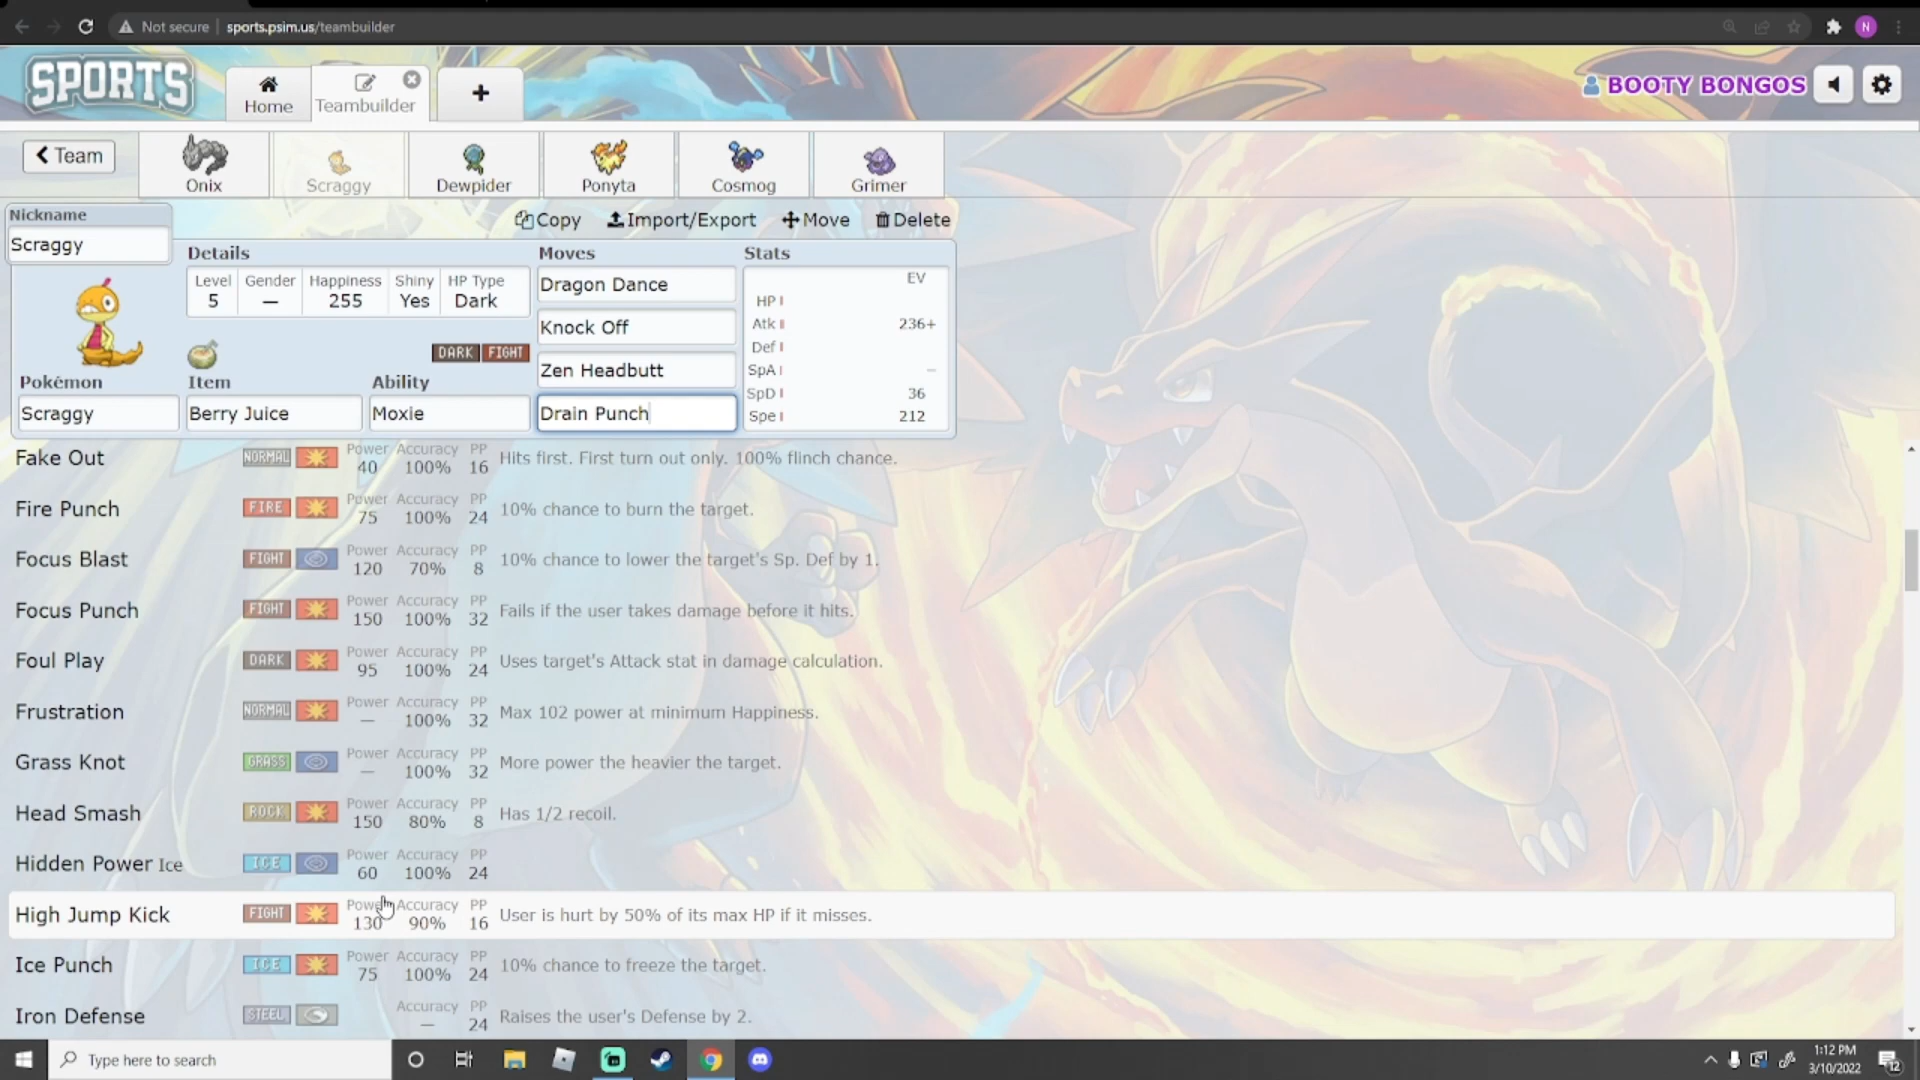 Not secure | sports.psim.us/teambuilder
N
SPORTS
Home
Teambuilder
+
BOOTY BONGOS
Team
Onix
Scraggy
Dewpider
Ponyta
Cosmog
Grimer
Copy
Import/Export
Move
Delete
Nickname
Scraggy
Details
Moves
Stats
Level Gender Happiness Shiny HP Type
5 — 255 Yes Dark
DARK FIGHT
Pokémon
Scraggy
Item
Berry Juice
Ability
Moxie
Dragon Dance
Knock Off
Zen Headbutt
Drain Punch
EV
HP
Atk 236+
Def
SpA –
SpD 36
Spe 212
Fake Out NORMAL Power 40 Accuracy 100% PP 16 Hits first. First turn out only. 100% flinch chance.
Fire Punch FIRE Power 75 Accuracy 100% PP 24 10% chance to burn the target.
Focus Blast FIGHT Power 120 Accuracy 70% PP 8 10% chance to lower the target's Sp. Def by 1.
Focus Punch FIGHT Power 150 Accuracy 100% PP 32 Fails if the user takes damage before it hits.
Foul Play DARK Power 95 Accuracy 100% PP 24 Uses target's Attack stat in damage calculation.
Frustration NORMAL Power — Accuracy 100% PP 32 Max 102 power at minimum Happiness.
Grass Knot GRASS Power — Accuracy 100% PP 32 More power the heavier the target.
Head Smash ROCK Power 150 Accuracy 80% PP 8 Has 1/2 recoil.
Hidden Power Ice ICE Power 60 Accuracy 100% PP 24
High Jump Kick FIGHT Power 130 Accuracy 90% PP 16 User is hurt by 50% of its max HP if it misses.
Ice Punch ICE Power 75 Accuracy 100% PP 24 10% chance to freeze the target.
Iron Defense STEEL Accuracy — PP 24 Raises the user's Defense by 2.
Type here to search
1:12 PM
3/10/2022
12